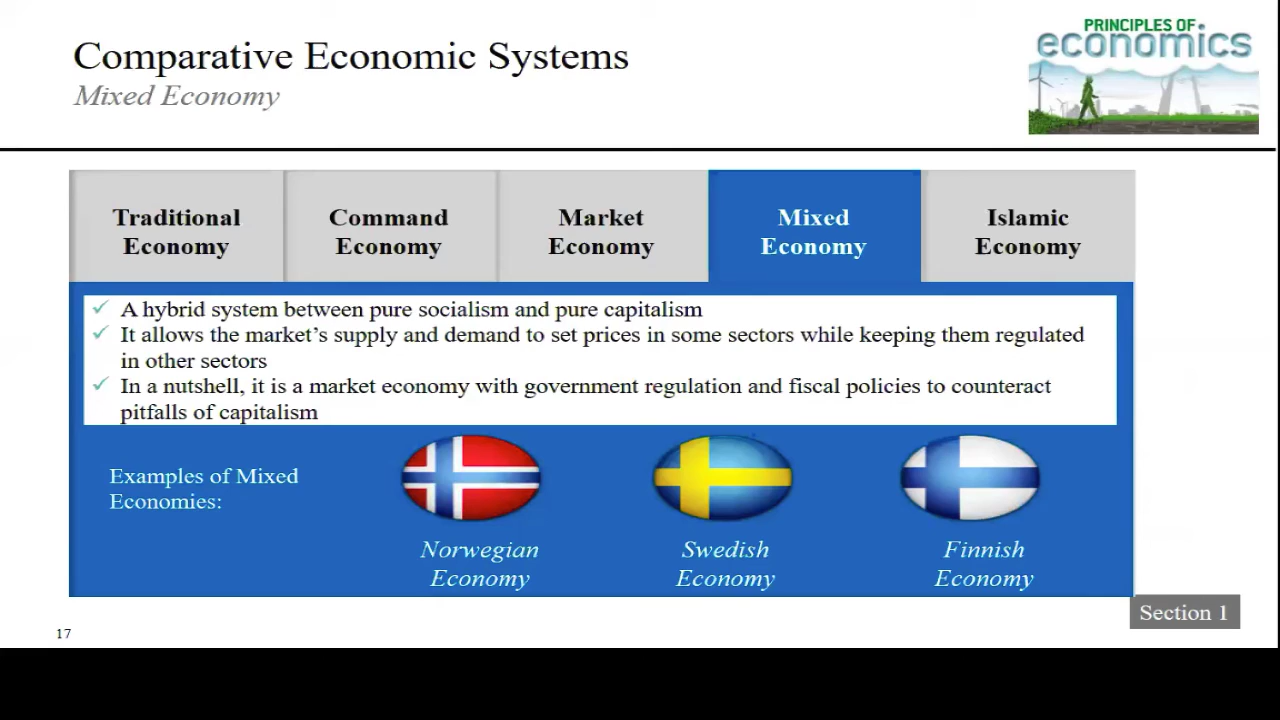 Comparative Economic Systems
Mixed Economy
PRINCIPLES OF
economics
Traditional
Economy
Command
Economy
Market
Economy
Mixed
Economy
Islamic
Economy
✓ A hybrid system between pure socialism and pure capitalism
✓ It allows the market's supply and demand to set prices in some sectors while keeping them regulated
in other sectors
✓ In a nutshell, it is a market economy with government regulation and fiscal policies to counteract
pitfalls of capitalism
Examples of Mixed
Economies:
Norwegian
Economy
Swedish
Economy
Finnish
Economy
Section 1
17